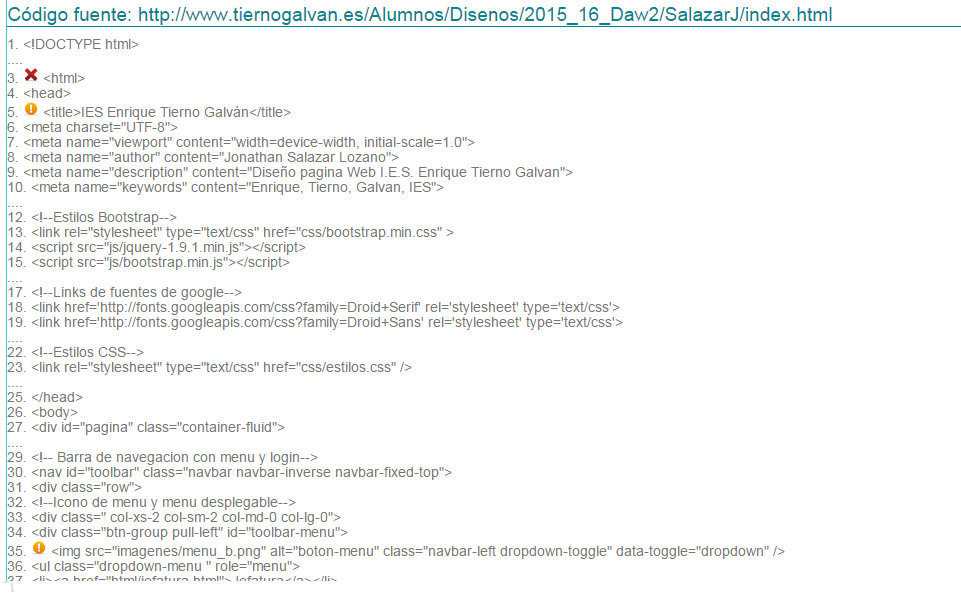 Código fuente: http://www.tiernogalvan.es/Alumnos/Disenos/2015_16_Daw2/SalazarJ/index.html
1. <!DOCTYPE html>
....
3. <html>
4. <head>
5. <title>IES Enrique Tierno Galván</title>
6. <meta charset="UTF-8">
7. <meta name="viewport" content="width=device-width, initial-scale=1.0">
8. <meta name="author" content="Jonathan Salazar Lozano">
9. <meta name="description" content="Diseño pagina Web I.E.S. Enrique Tierno Galvan">
10. <meta name="keywords" content="Enrique, Tierno, Galvan, IES">
....
12. <!--Estilos Bootstrap-->
13. <link rel="stylesheet" type="text/css" href="css/bootstrap.min.css" >
14. <script src="js/jquery-1.9.1.min.js"></script>
15. <script src="js/bootstrap.min.js"></script>
....
17. <!--Links de fuentes de google-->
18. <link href='http://fonts.googleapis.com/css?family=Droid+Serif' rel='stylesheet' type='text/css'>
19. <link href='http://fonts.googleapis.com/css?family=Droid+Sans' rel='stylesheet' type='text/css'>
....
22. <!--Estilos CSS-->
23. <link rel="stylesheet" type="text/css" href="css/estilos.css" />
....
25. </head>
26. <body>
27. <div id="pagina" class="container-fluid">
....
29. <!-- Barra de navegacion con menu y login-->
30. <nav id="toolbar" class="navbar navbar-inverse navbar-fixed-top">
31. <div class="row">
32. <!--Icono de menu y menu desplegable-->
33. <div class=" col-xs-2 col-sm-2 col-md-0 col-lg-0">
34. <div class="btn-group pull-left" id="toolbar-menu">
35. <img src="imagenes/menu_b.png" alt="boton-menu" class="navbar-left dropdown-toggle" data-toggle="dropdown" />
36. <ul class="dropdown-menu " role="menu">
37. <li><a href="html/jefatura.html"> Jefatura</a></li>